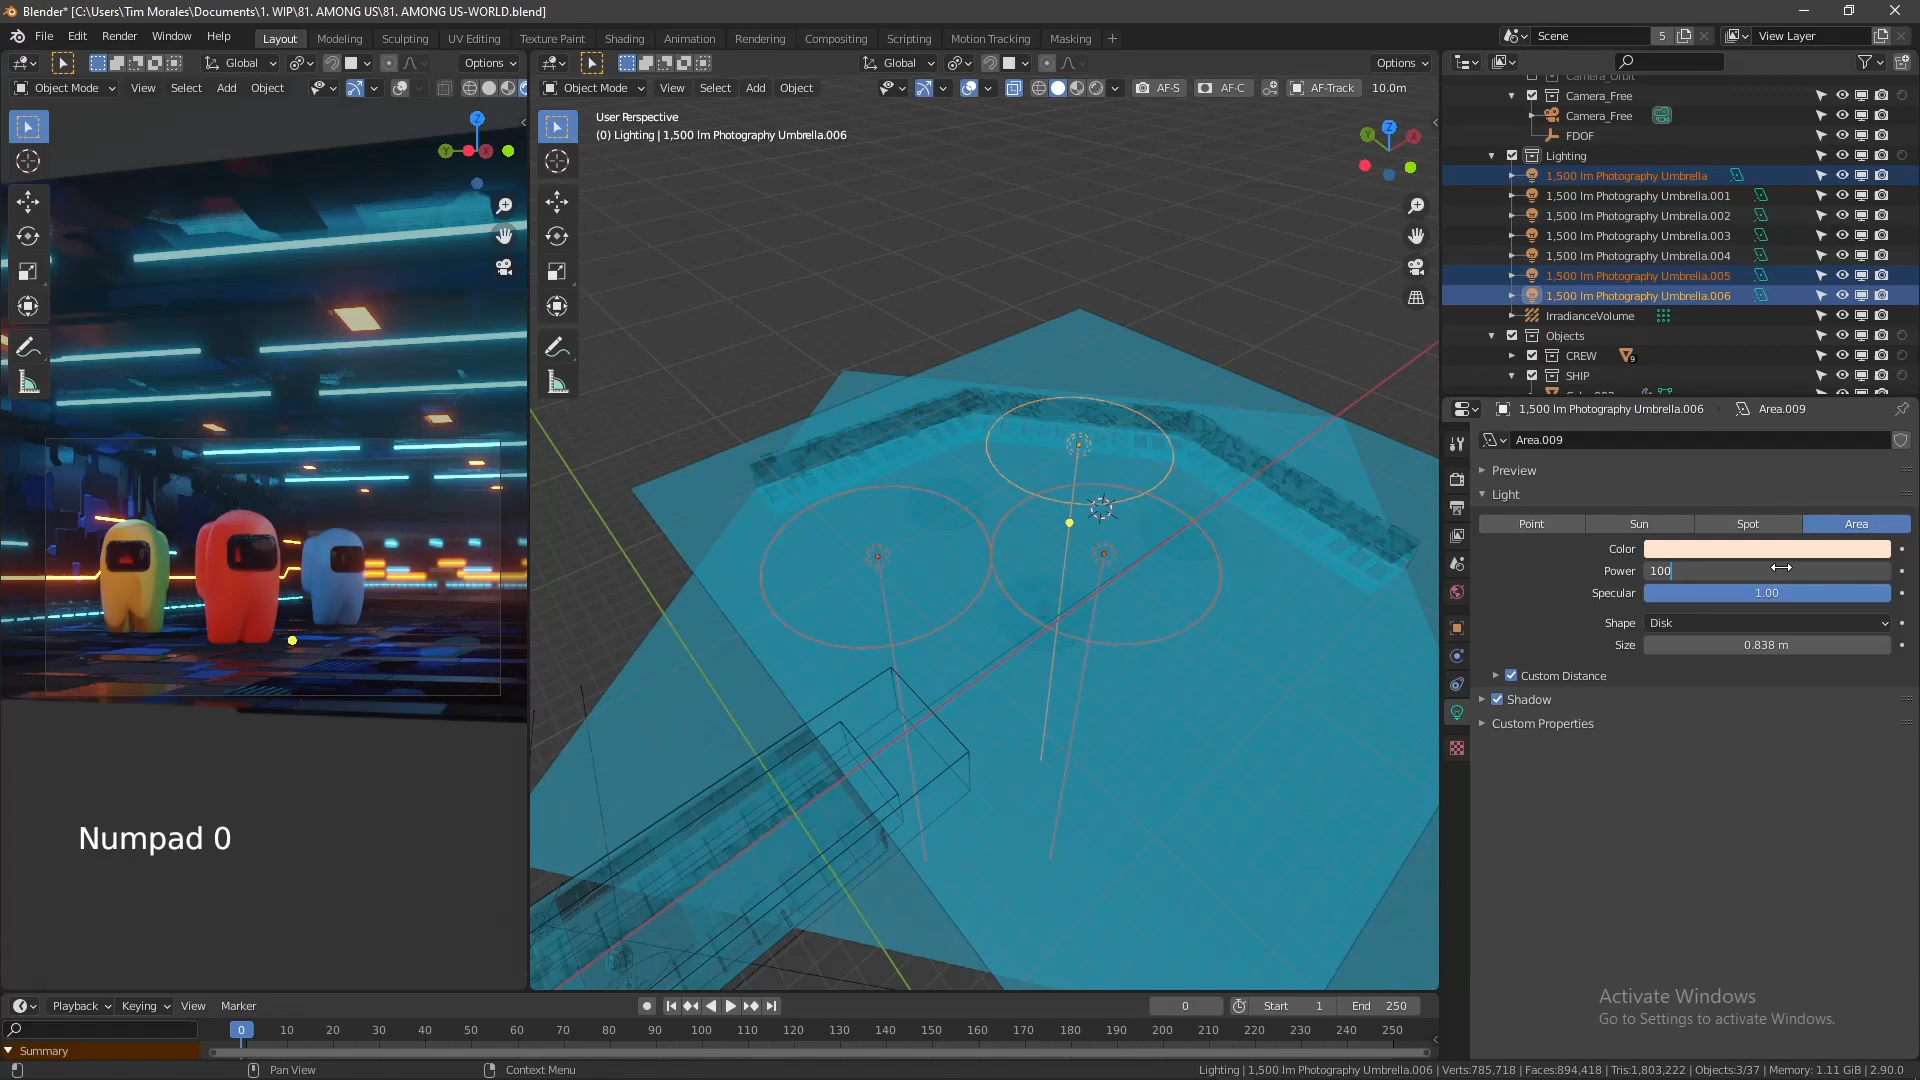 Blender* [C:\Users\Tim Morales\Documents\1. WIP\81. AMONG US\81. AMONG US-WORLD.blend]
File Edit Render Window Help Layout Modeling Sculpting UV Editing Texture Paint Shading Animation Rendering Compositing Scripting Motion Tracking Masking + Scene 5 View Layer
Global Options Global Options
Object Mode View Select Add Object Object Mode View Select Add Object AF-S AF-C AF-Track 10.0m
User Perspective
(0) Lighting | 1,500 lm Photography Umbrella.006
Camera_Orbit
Camera_Free
Camera_Free
FDOF
Lighting
1,500 lm Photography Umbrella
1,500 lm Photography Umbrella.001
1,500 lm Photography Umbrella.002
1,500 lm Photography Umbrella.003
1,500 lm Photography Umbrella.004
1,500 lm Photography Umbrella.005
1,500 lm Photography Umbrella.006
IrradianceVolume
Objects
CREW 9
SHIP
1,500 lm Photography Umbrella.006 Area.009
Area.009
Preview
Light
Point Sun Spot Area
Color
Power 100
Specular 1.00
Shape Disk
Size 0.838 m
Custom Distance
Shadow
Custom Properties
Numpad 0
Activate Windows
Go to Settings to activate Windows.
Playback Keying View Marker 0 Start 1 End 250
0 10 20 30 40 50 60 70 80 90 100 110 120 130 140 150 160 170 180 190 200 210 220 230 240 250
Summary
Pan View Context Menu Lighting | 1,500 lm Photography Umbrella.006 | Verts:785,718 | Faces:894,418 | Tris:1,803,222 | Objects:3/37 | Memory: 1.11 GiB | 2.90.0